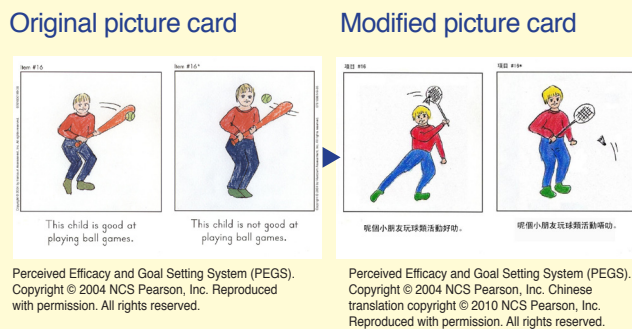 Original picture card
Modified picture card
Item #16
Item #16*
This child is good at
playing ball games.
This child is not good at
playing ball games.
項目 #16
項目 #16*
呢個小朋友玩球類活動好叻。
呢個小朋友玩球類活動唔叻。
Perceived Efficacy and Goal Setting System (PEGS).
Copyright © 2004 NCS Pearson, Inc. Reproduced
with permission. All rights reserved.
Perceived Efficacy and Goal Setting System (PEGS).
Copyright © 2004 NCS Pearson, Inc. Chinese
translation copyright © 2010 NCS Pearson, Inc.
Reproduced with permission. All rights reserved.